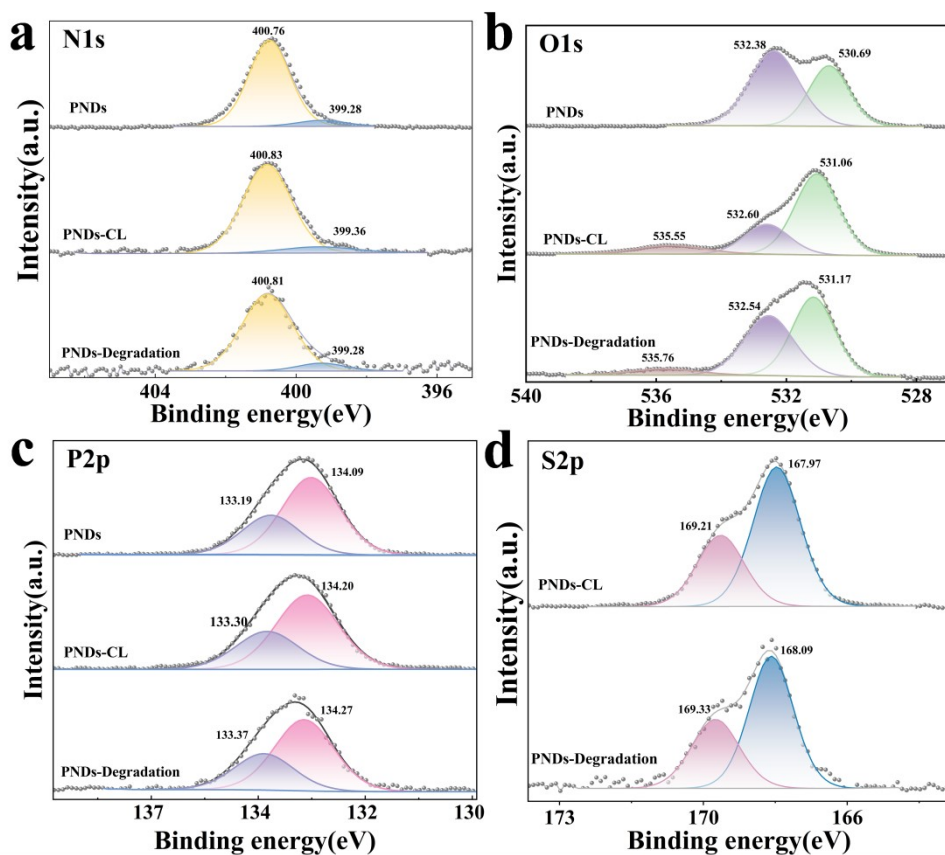 a N1s
400.76
399.28
PNDs
400.83
399.36
PNDs-CL
400.81
399.28
PNDs-Degradation
404 400 396
Binding energy(eV)
Intensity(a.u.)
b O1s
532.38
530.69
PNDs
531.06
532.60
535.55
PNDs-CL
531.17
532.54
535.76
PNDs-Degradation
540 536 532 528
Binding energy(eV)
Intensity(a.u.)
c P2p
134.09
133.19
PNDs
134.20
133.30
PNDs-CL
134.27
133.37
PNDs-Degradation
137 134 132 130
Binding energy(eV)
Intensity(a.u.)
d S2p
167.97
169.21
PNDs-CL
168.09
169.33
PNDs-Degradation
173 170 166
Binding energy(eV)
Intensity(a.u.)